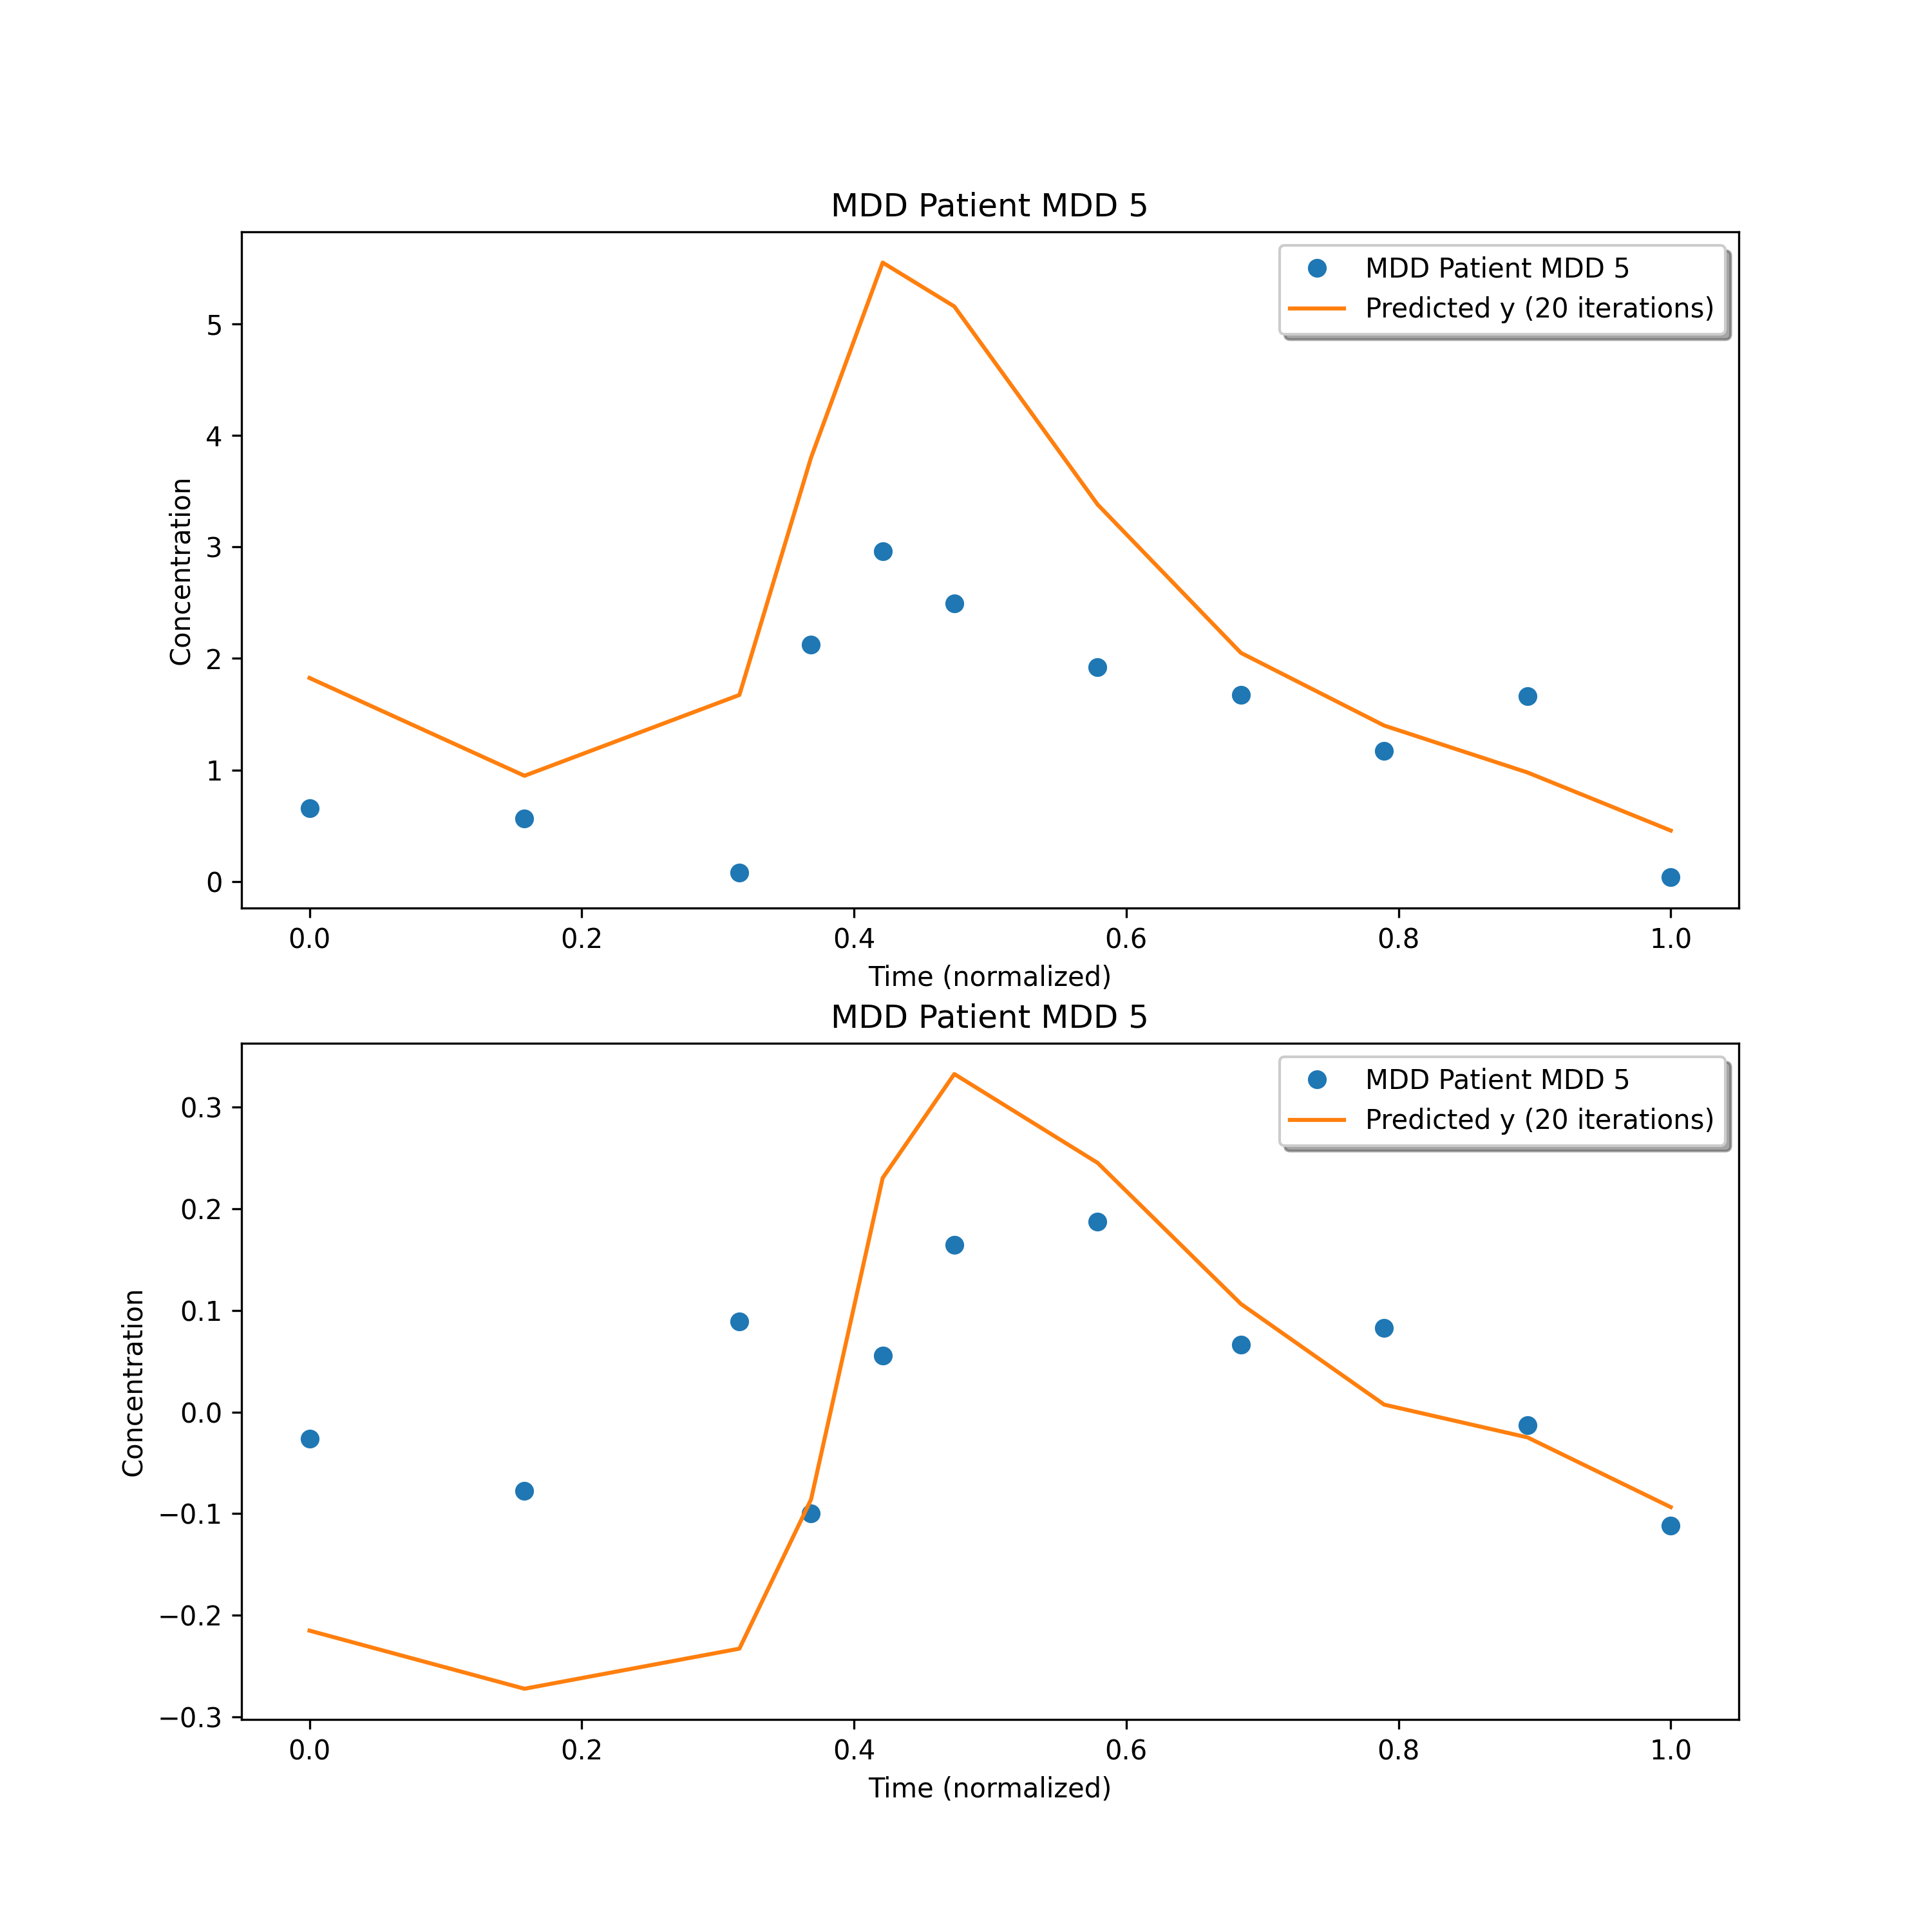 MDD Patient MDD 5
MDD Patient MDD 5
Predicted y (20 iterations)
5
4
3
2
1
0
Concentration
0.0 0.2 0.4 0.6 0.8 1.0
Time (normalized)
MDD Patient MDD 5
MDD Patient MDD 5
Predicted y (20 iterations)
0.3
0.2
0.1
0.0
−0.1
−0.2
−0.3
Concentration
0.0 0.2 0.4 0.6 0.8 1.0
Time (normalized)